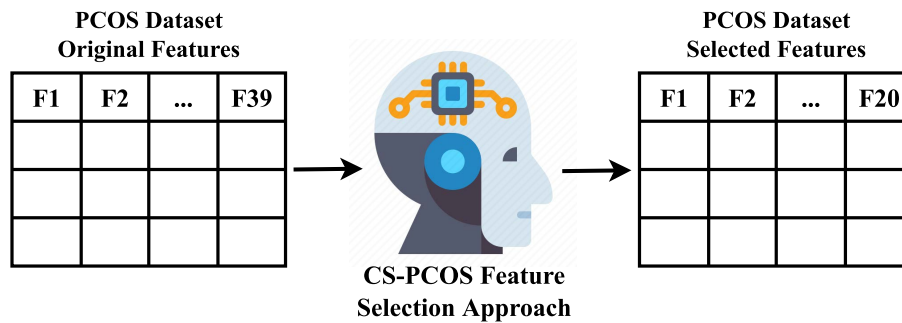 PCOS Dataset
Original Features
F1 F2 ... F39
CS-PCOS Feature
Selection Approach
PCOS Dataset
Selected Features
F1 F2 ... F20